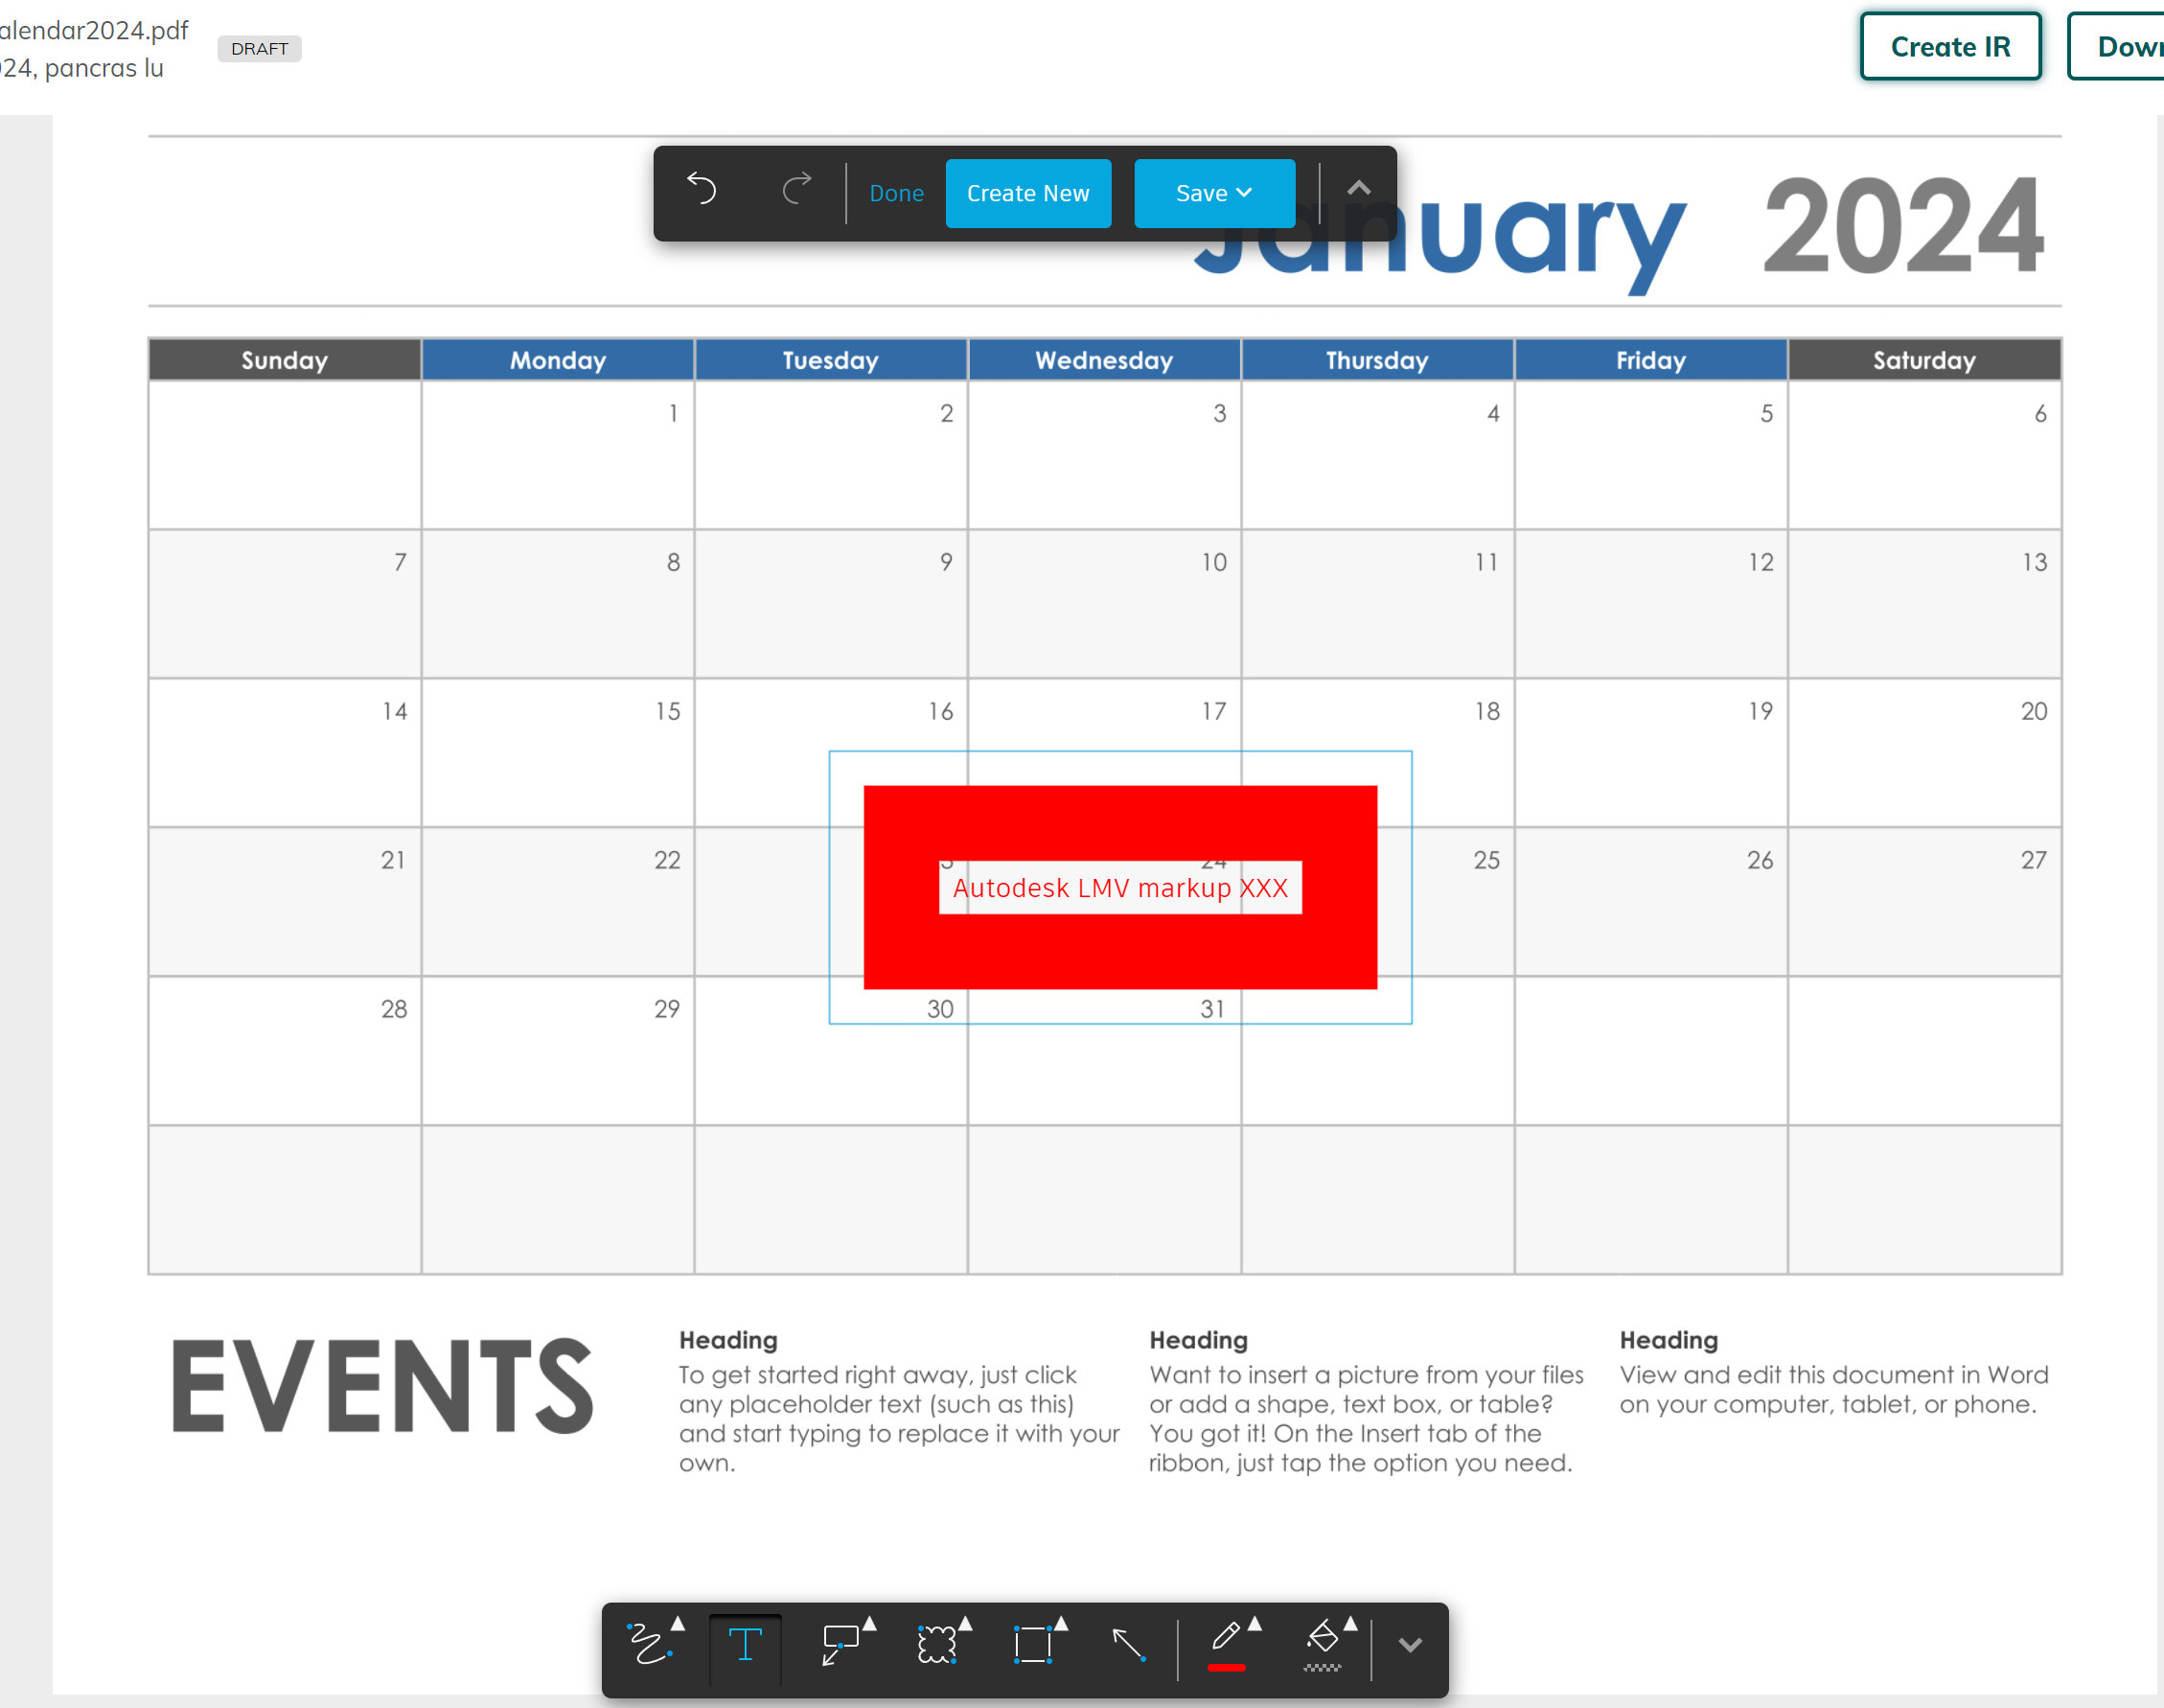 alendar2024.pdf
DRAFT
24, pancras lu
Create IR
Done
Create New
Save
January 2024
Sunday Monday Tuesday Wednesday Thursday Friday Saturday
1 2 3 4 5 6
7 8 9 10 11 12 13
14 15 16 17 18 19 20
21 22 24 25 26 27
Autodesk LMV markup XXX
28 29 30 31
EVENTS
Heading
To get started right away, just click
any placeholder text (such as this)
and start typing to replace it with your
own.
Heading
Want to insert a picture from your files
or add a shape, text box, or table?
You got it! On the Insert tab of the
ribbon, just tap the option you need.
Heading
View and edit this document in Word
on your computer, tablet, or phone.